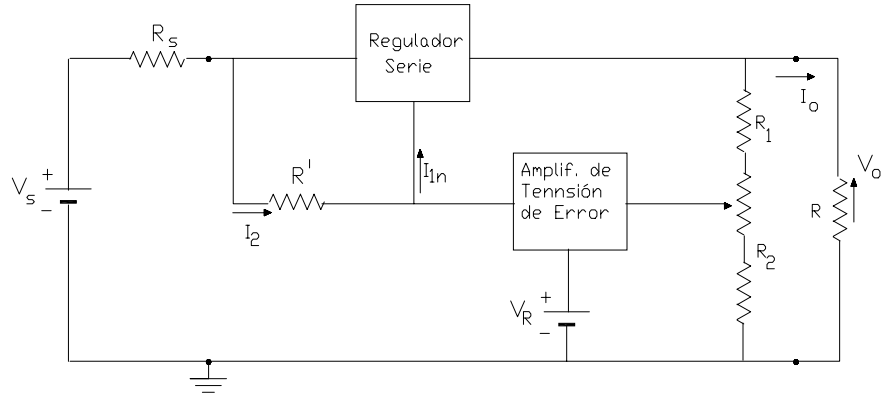 Rs
Regulador
Serie
Io
R1
Vo
R'
I1n
Amplif. de
Tennsión
de Error
+
Vs
-
I2
R
R2
+
VR
-